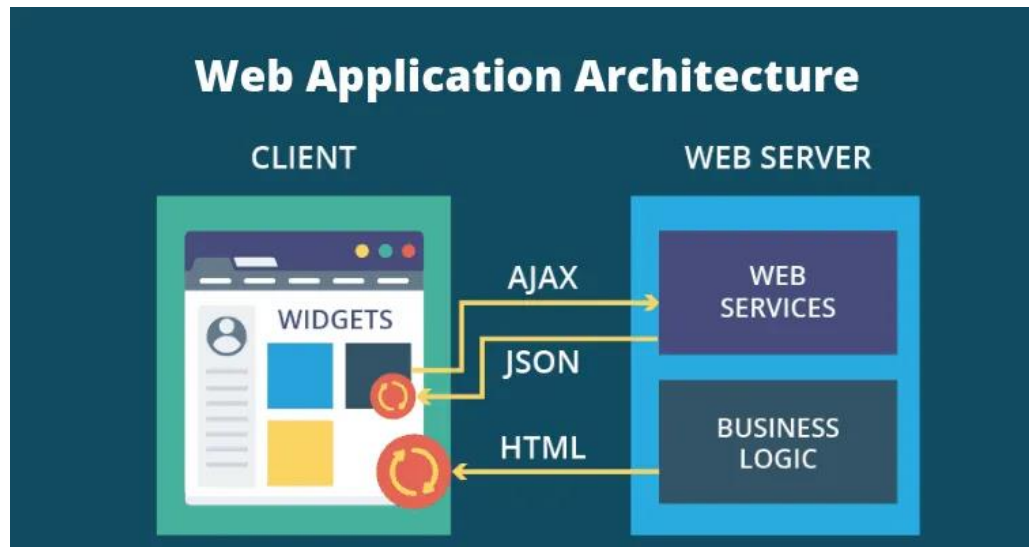 Web Application Architecture
CLIENT
WEB SERVER
WIDGETS
AJAX
JSON
HTML
WEB
SERVICES
BUSINESS
LOGIC